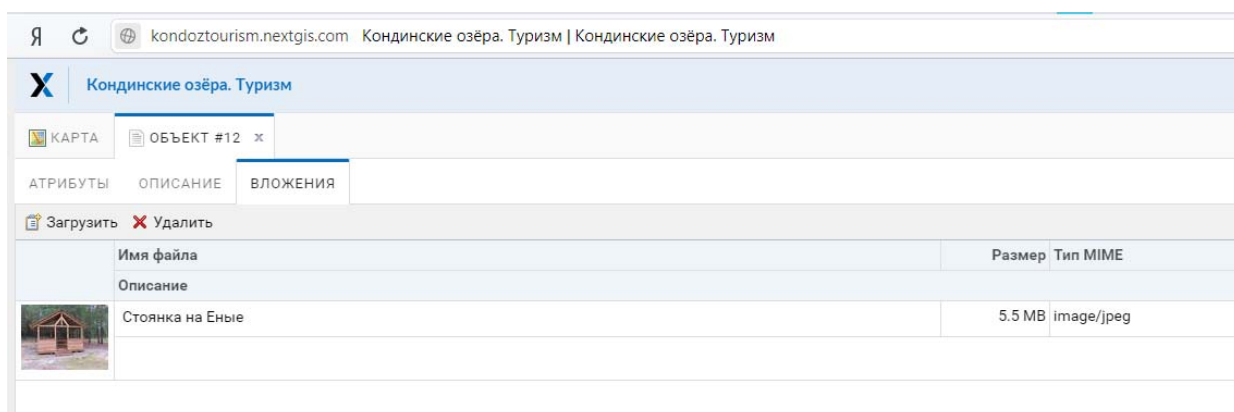 Я kondoztourism.nextgis.com Кондинские озёра. Туризм | Кондинские озёра. Туризм
Кондинские озёра. Туризм
КАРТА ОБЪЕКТ #12 x
АТРИБУТЫ ОПИСАНИЕ ВЛОЖЕНИЯ
Загрузить Удалить
Имя файла Размер Тип MIME
Описание
Стоянка на Еные 5.5 MB image/jpeg